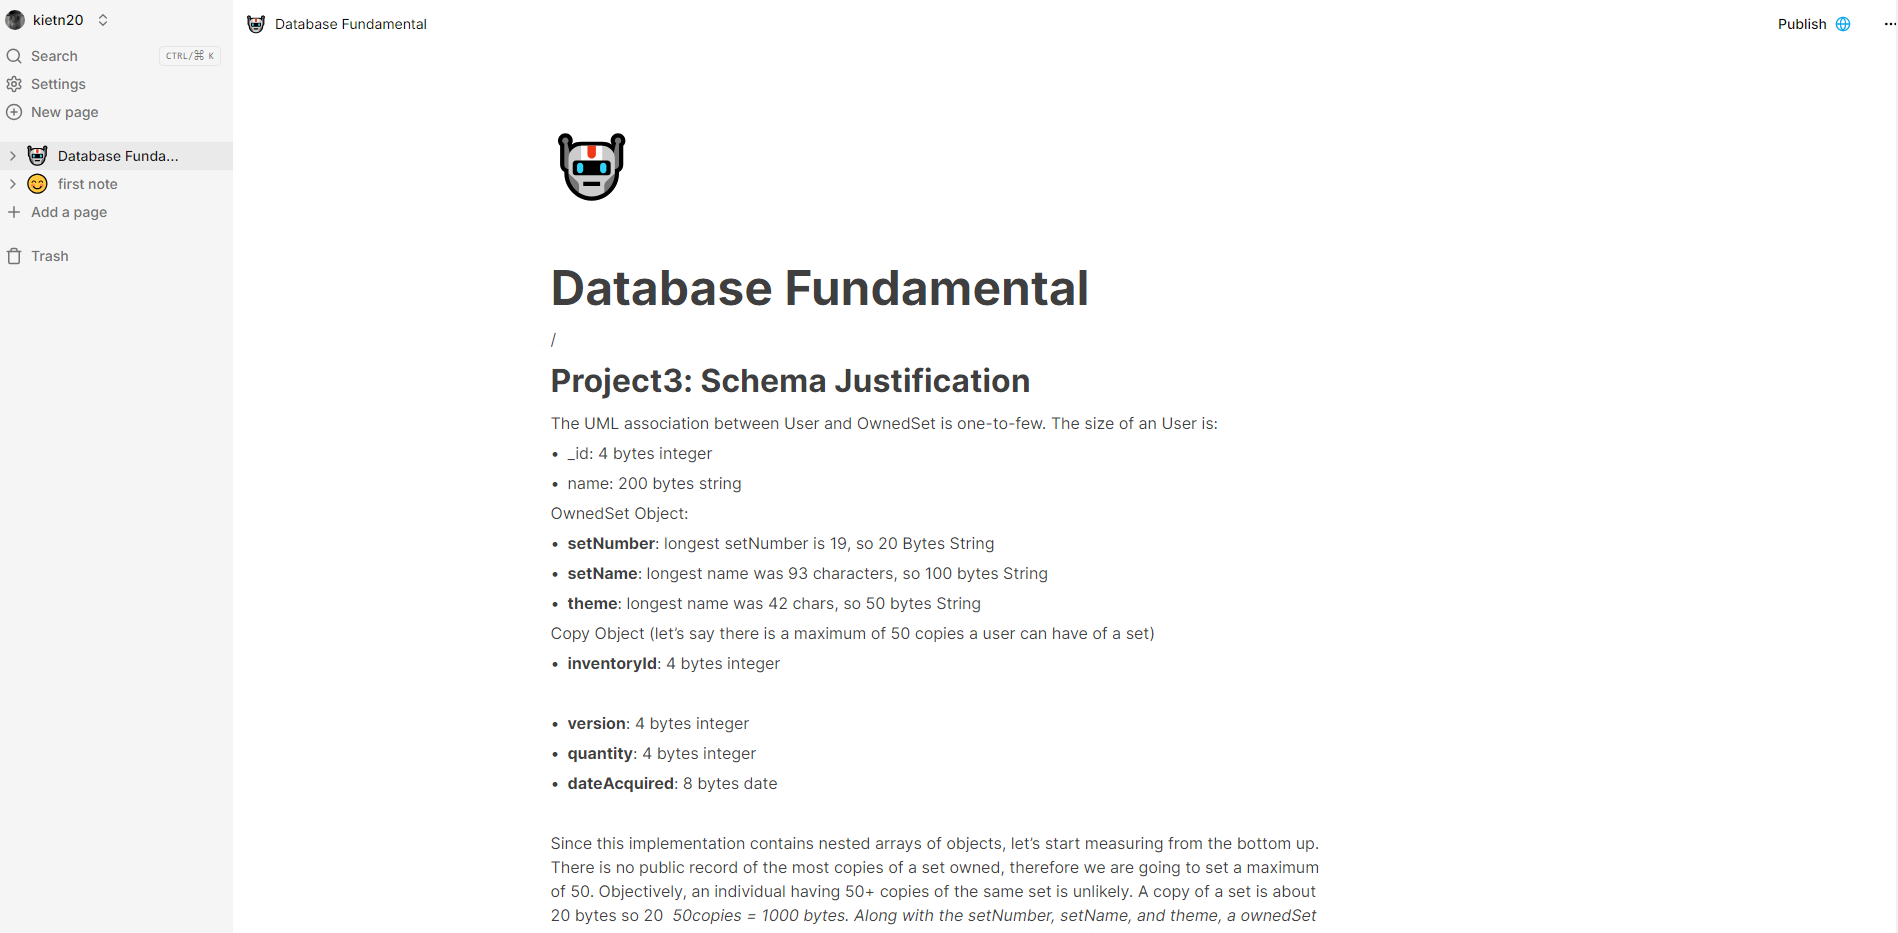 kietn20
Search CTRL/⌘ K
Settings
New page
Database Funda...
first note
Add a page
Trash
Database Fundamental
Publish
Database Fundamental
/
Project3: Schema Justification
The UML association between User and OwnedSet is one-to-few. The size of an User is:
• _id: 4 bytes integer
• name: 200 bytes string
OwnedSet Object:
• setNumber: longest setNumber is 19, so 20 Bytes String
• setName: longest name was 93 characters, so 100 bytes String
• theme: longest name was 42 chars, so 50 bytes String
Copy Object (let’s say there is a maximum of 50 copies a user can have of a set)
• inventoryId: 4 bytes integer
• version: 4 bytes integer
• quantity: 4 bytes integer
• dateAcquired: 8 bytes date
Since this implementation contains nested arrays of objects, let’s start measuring from the bottom up.
There is no public record of the most copies of a set owned, therefore we are going to set a maximum
of 50. Objectively, an individual having 50+ copies of the same set is unlikely. A copy of a set is about
20 bytes so 20 50copies = 1000 bytes. Along with the setNumber, setName, and theme, a ownedSet